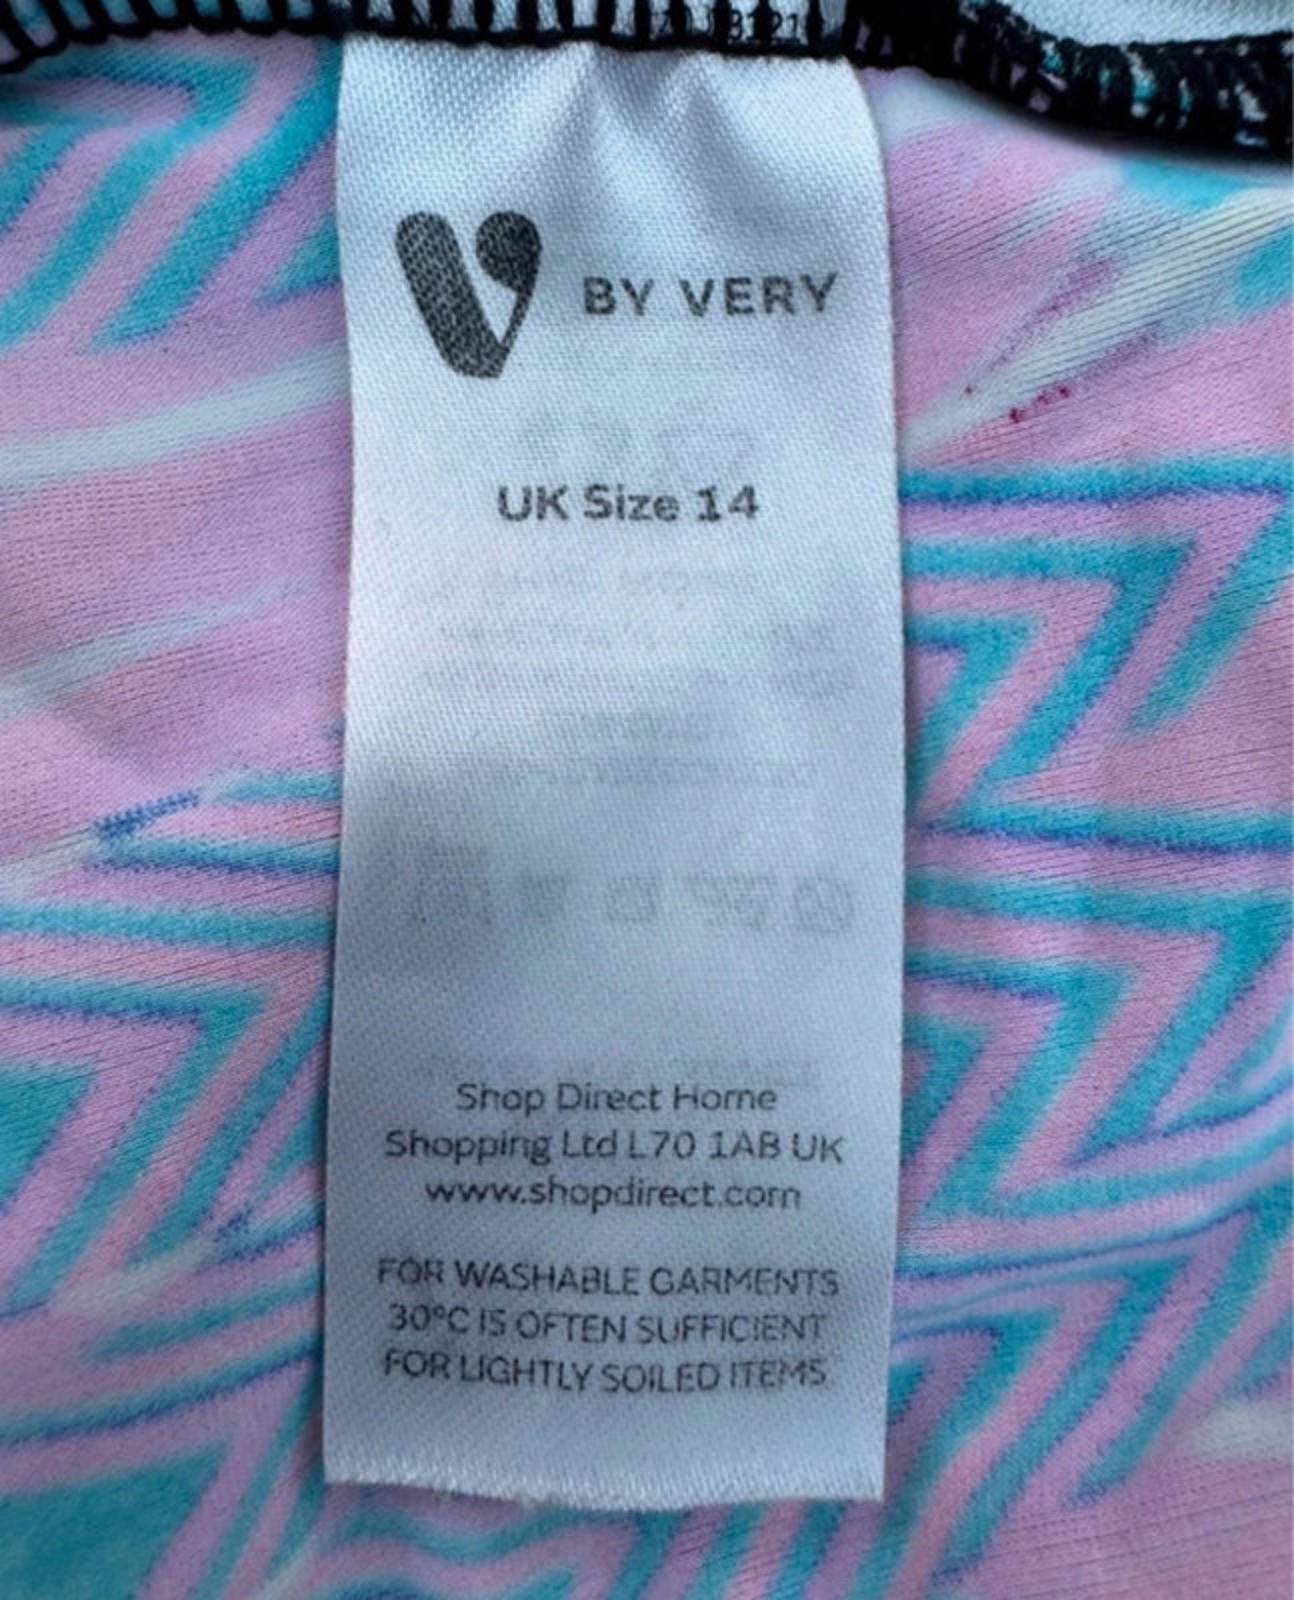 V BY VERY
UK Size 14
Shop Direct Home
Shopping Ltd L70 1AB UK
www.shopdirect.com
FOR WASHABLE GARMENTS
30°C IS OFTEN SUFFICIENT
FOR LIGHTLY SOILED ITEMS